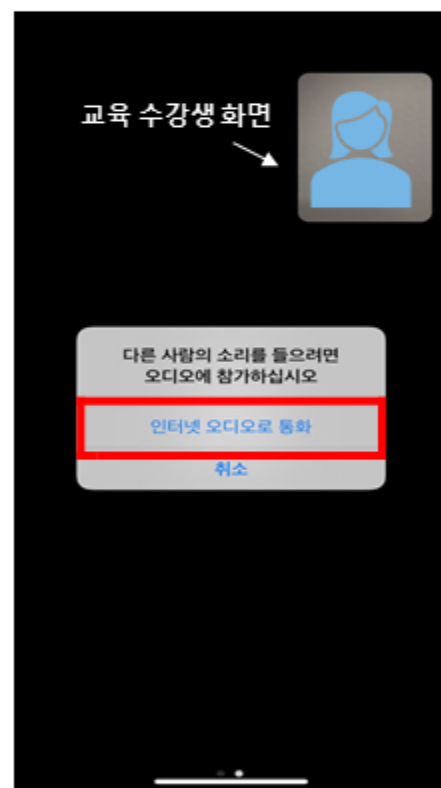 교육 수강생 화면
다른 사람의 소리를 들으려면
오디오에 참가하십시오
인터넷 오디오로 통화
취소